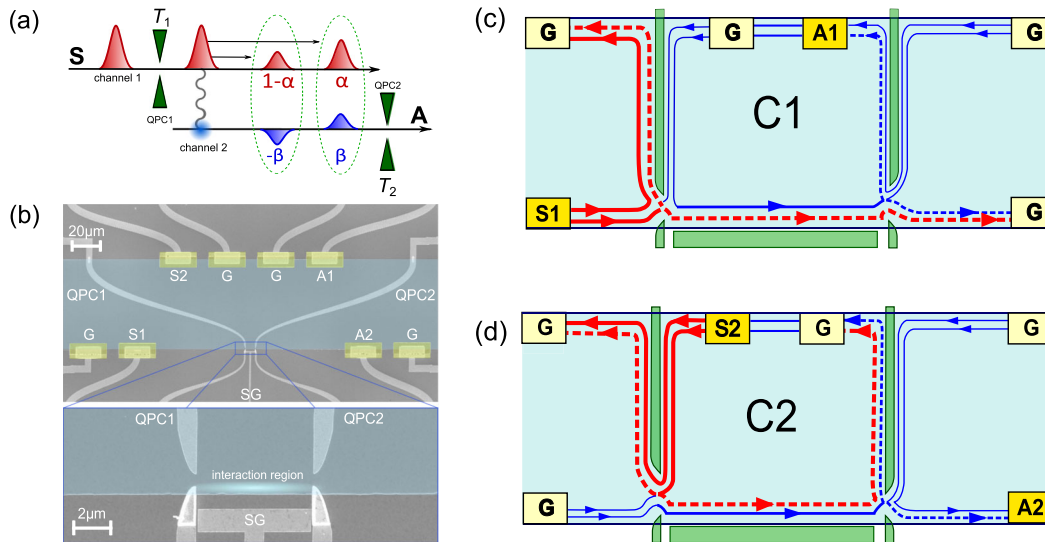 (a)
T1
T2
S
channel 1
QPC1
QPC2
1-α
α
A
channel 2
-β
β
(b)
20μm
S2
G
G
A1
QPC1
QPC2
G
S1
A2
G
SG
QPC1
QPC2
interaction region
SG
2μm
(c)
G
G
A1
G
C1
S1
G
(d)
G
S2
G
G
C2
G
A2